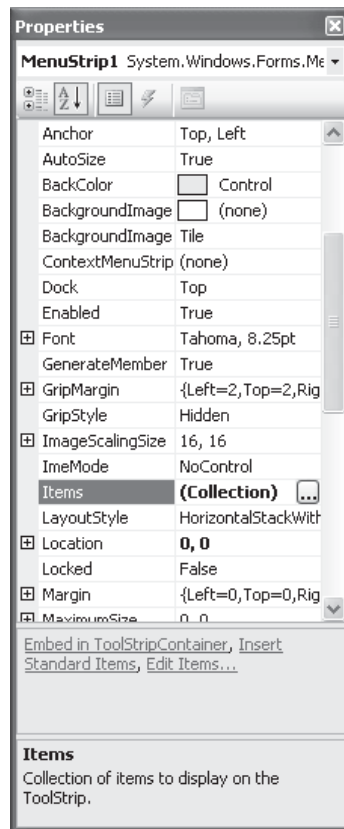 Properties
MenuStrip1 System.Windows.Forms.Me
Anchor Top, Left
AutoSize True
BackColor Control
BackgroundImage (none)
BackgroundImage Tile
ContextMenuStrip (none)
Dock Top
Enabled True
Font Tahoma, 8.25pt
GenerateMember True
GripMargin {Left=2,Top=2,Rig
GripStyle Hidden
ImageScalingSize 16, 16
ImeMode NoControl
Items (Collection) ...
LayoutStyle HorizontalStackWith
Location 0, 0
Locked False
Margin {Left=0,Top=0,Rig
MaximumSize 0, 0
Embed in ToolStripContainer, Insert
Standard Items, Edit Items...
Items
Collection of items to display on the
ToolStrip.